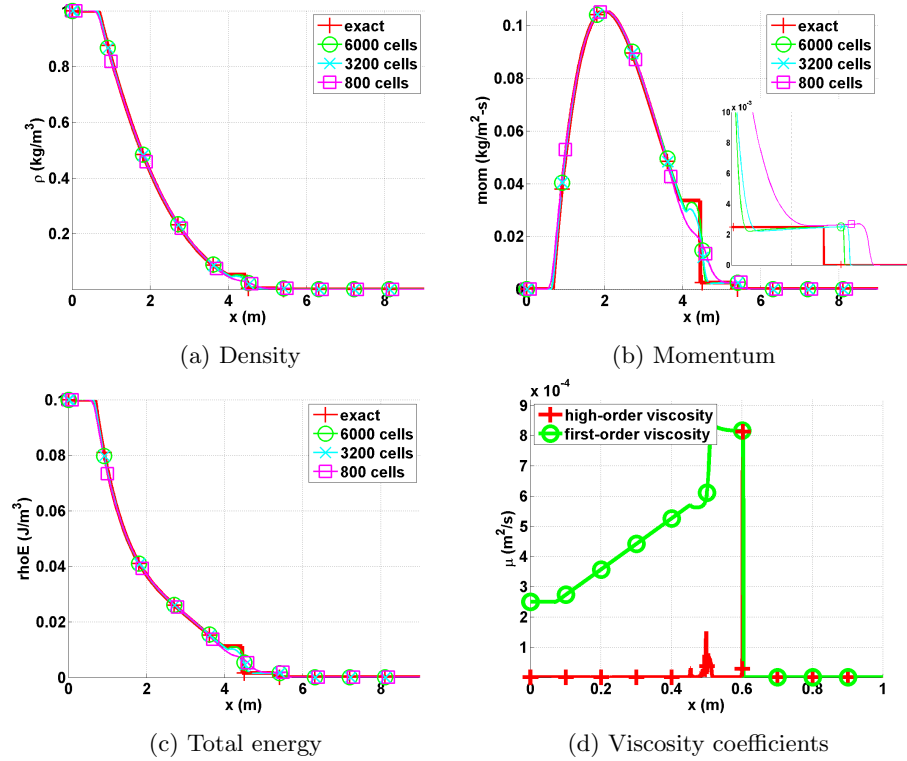 1
0.8
0.6
0.4
0.2
0 2 4 6 8
ρ (kg/m³)
x (m)
exact
6000 cells
3200 cells
800 cells
(a) Density
0.1
0.08
0.06
0.04
0.02
0
0 2 4 6 8
mom (kg/m²-s)
x (m)
exact
6000 cells
3200 cells
800 cells
x 10⁻³
10
8
6
4
2
0
(b) Momentum
0.1
0.08
0.06
0.04
0.02
0
0 2 4 6 8
rhoE (J/m³)
x (m)
exact
6000 cells
3200 cells
800 cells
(c) Total energy
x 10⁻⁴
9
8
7
6
5
4
3
2
1
0
0 0.2 0.4 0.6 0.8 1
μ (m²/s)
x (m)
high-order viscosity
first-order viscosity
(d) Viscosity coefficients